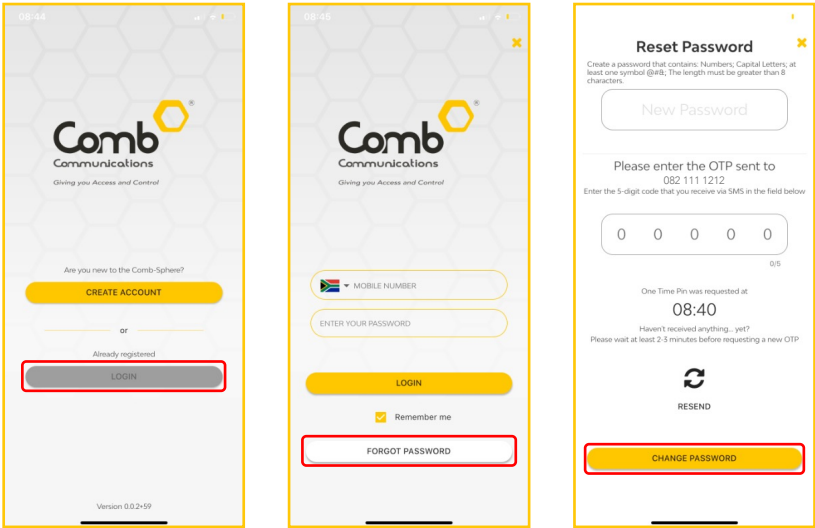 08:44
Comb
®
Communications
Giving you Access and Control
Are you new to the Comb-Sphere?
CREATE ACCOUNT
or
Already registered
LOGIN
Version 0.0.2+59
08:45
Comb
®
Communications
Giving you Access and Control
MOBILE NUMBER
ENTER YOUR PASSWORD
LOGIN
Remember me
FORGOT PASSWORD
Reset Password
Create a password that contains: Numbers; Capital Letters; at
least one symbol @#!&; The length must be greater than 8
characters.
New Password
Please enter the OTP sent to
082 111 1212
Enter the 5-digit code that you receive via SMS in the field below
0 0 0 0 0
0/5
One Time Pin was requested at
08:40
Haven't received anything... yet?
Please wait at least 2-3 minutes before requesting a new OTP
RESEND
CHANGE PASSWORD